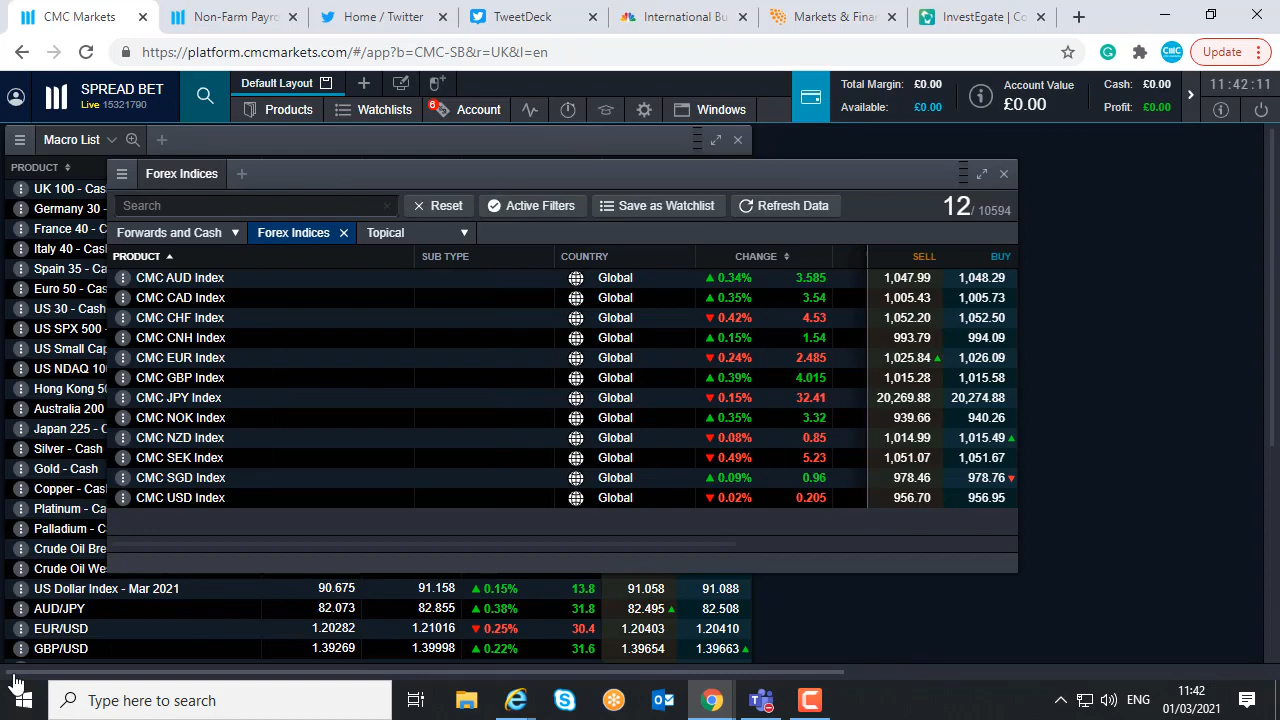 CMC Markets
Non-Farm Payro
Home / Twitter
TweetDeck
International Bu
Markets & Finan
InvestEgate | Co
https://platform.cmcmarkets.com/#/app?b=CMC-SB&r=UK&l=en
Update
SPREAD BET
Live 15321790
Default Layout
Products
Watchlists
6
Account
Windows
Total Margin: £0.00
Available: £0.00
Account Value
£0.00
Cash: £0.00
Profit: £0.00
11:42:11
Macro List
PRODUCT
UK 100 - Cash
Germany 30 -
France 40 -
Italy 40 - Cash
Spain 35 -
Euro 50 - Cash
US 30 - Cash
US SPX 500 -
US Small Cap
US NDAQ 100
Hong Kong 50
Australia 200
Japan 225 -
Silver - Cash
Gold - Cash
Copper - Cash
Platinum - Cas
Palladium - C
Crude Oil Bre
Crude Oil Wes
Forex Indices
Search
Reset
Active Filters
Save as Watchlist
Refresh Data
12 / 10594
Forwards and Cash
Forex Indices
Topical
PRODUCT SUB TYPE COUNTRY CHANGE SELL BUY
CMC AUD Index Global 0.34% 3.585 1,047.99 1,048.29
CMC CAD Index Global 0.35% 3.54 1,005.43 1,005.73
CMC CHF Index Global 0.42% 4.53 1,052.20 1,052.50
CMC CNH Index Global 0.15% 1.54 993.79 994.09
CMC EUR Index Global 0.24% 2.485 1,025.84 1,026.09
CMC GBP Index Global 0.39% 4.015 1,015.28 1,015.58
CMC JPY Index Global 0.15% 32.41 20,269.88 20,274.88
CMC NOK Index Global 0.35% 3.32 939.66 940.26
CMC NZD Index Global 0.08% 0.85 1,014.99 1,015.49
CMC SEK Index Global 0.49% 5.23 1,051.07 1,051.67
CMC SGD Index Global 0.09% 0.96 978.46 978.76
CMC USD Index Global 0.02% 0.205 956.70 956.95
US Dollar Index - Mar 2021 90.675 91.158 0.15% 13.8 91.058 91.088
AUD/JPY 82.073 82.855 0.38% 31.8 82.495 82.508
EUR/USD 1.20282 1.21016 0.25% 30.4 1.20403 1.20410
GBP/USD 1.39269 1.39998 0.22% 31.6 1.39654 1.39663
Type here to search
ENG
11:42
01/03/2021